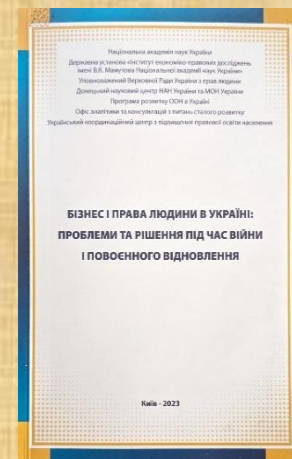 Національна академія наук України
Державна установа «Інститут економіко-правових досліджень
імені В.К. Мамутова Національної академії наук України»
Уповноважений Верховної Ради України з прав людини
Донецький науковий центр НАН України та МОН України
Програма розвитку ООН в Україні
Офіс аналітики та консультацій з питань сталого розвитку
Український координаційний центр з підвищення правової освіти населення
БІЗНЕС І ПРАВА ЛЮДИНИ В УКРАЇНІ:
ПРОБЛЕМИ ТА РІШЕННЯ ПІД ЧАС ВІЙНИ
І ПОВОЄННОГО ВІДНОВЛЕННЯ
Київ - 2023